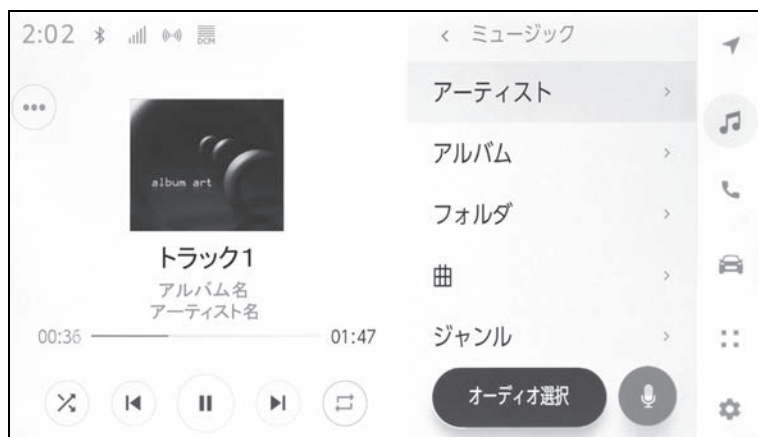 2:02
DCM
album art
トラック1
アルバム名
アーティスト名
00:36
01:47
ミュージック
アーティスト
アルバム
フォルダ
曲
ジャンル
オーディオ選択